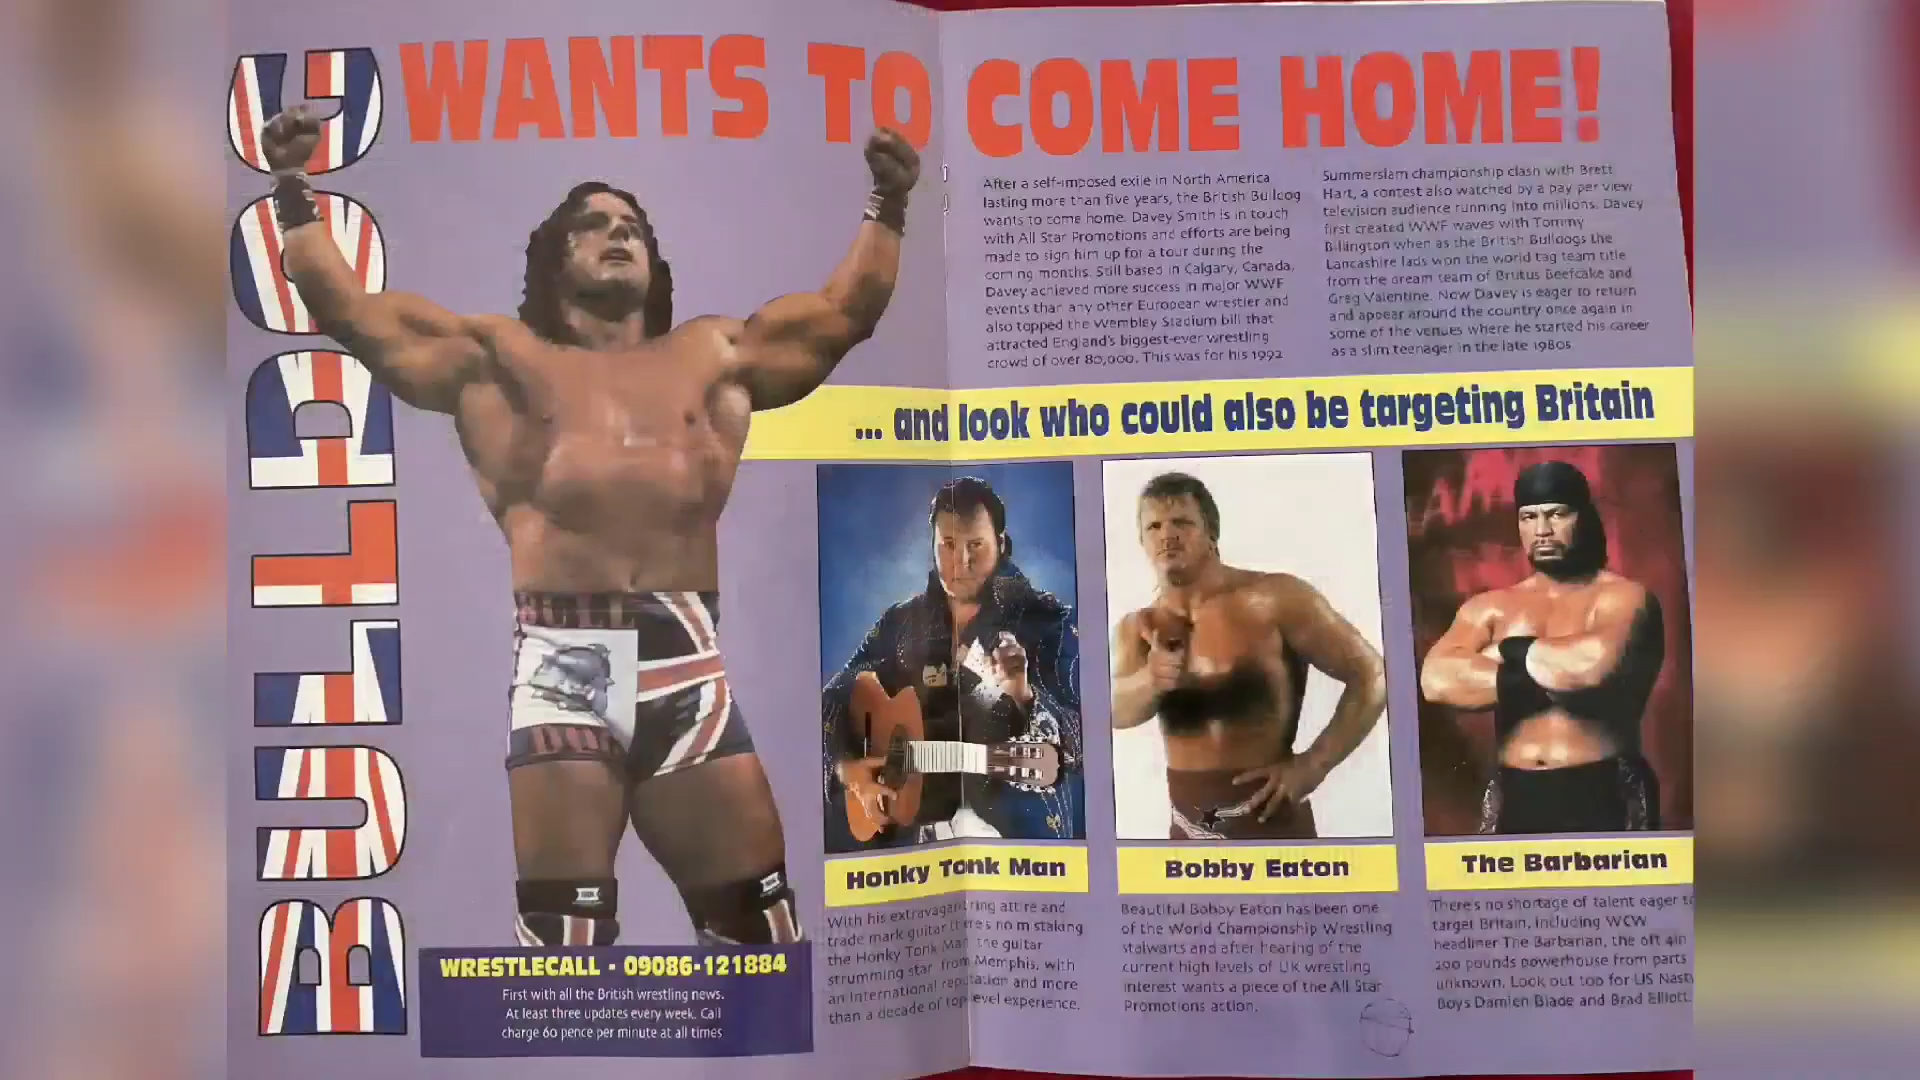 BULLDOG
WANTS TO COME HOME!
After a self-imposed exile in North America
lasting more than five years, the British Bulldog
wants to come home. Davey Smith is in touch
with All Star Promotions and efforts are being
made to sign him up for a tour during the
coming months. Still based in Calgary, Canada,
Davey achieved more success in major WWF
events than any other European wrestler and
also topped the Wembley Stadium bill that
attracted England's biggest-ever wrestling
crowd of over 80,000. This was for his 1992
Summerslam championship clash with Brett
Hart, a contest also watched by a pay per view
television audience running into millions. Davey
first created WWF waves with Tommy
Billington when as the British Bulldogs the
Lancashire lads won the world tag team title
from the dream team of Brutus Beefcake and
Greg Valentine. Now Davey is eager to return
and appear around the country once again in
some of the venues where he started his career
as a slim teenager in the late 1980s
... and look who could also be targeting Britain
BULL
DOG
Honky Tonk Man
With his extravagant ring attire and
trade mark guitar there's no mistaking
the Honky Tonk Man, the guitar
strumming star from Memphis, with
an International reputation and more
than a decade of top level experience.
Bobby Eaton
Beautiful Bobby Eaton has been one
of the World Championship Wrestling
stalwarts and after hearing of the
current high levels of UK wrestling
interest wants a piece of the All Star
Promotions action.
The Barbarian
There's no shortage of talent eager to
target Britain, including WCW
headliner The Barbarian, the 6ft 4in
200 pounds powerhouse from parts
unknown. Look out too for US Nasty
Boys Damien Blade and Brad Elliott.
WRESTLECALL - 09086-121884
First with all the British wrestling news.
At least three updates every week. Call
charge 60 pence per minute at all times